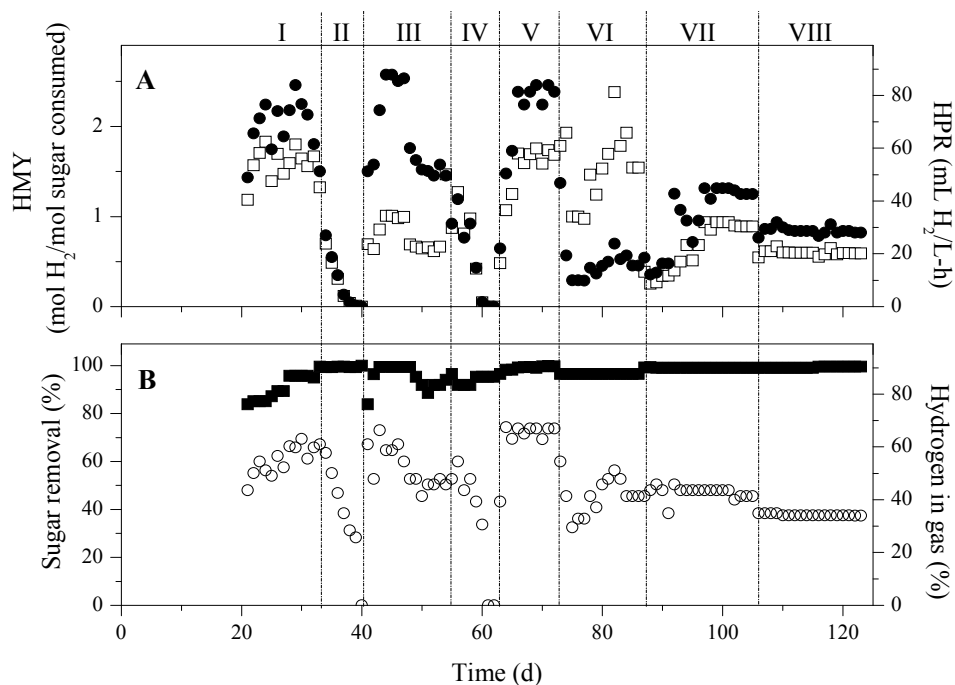 I II III IV V VI VII VIII
A
HMY
(mol H2/mol sugar consumed)
2
1
0
HPR (mL H2/L-h)
80
60
40
20
0
B
Sugar removal (%)
100
80
60
40
20
0
Hydrogen in gas (%)
80
60
40
20
0
0 20 40 60 80 100 120
Time (d)